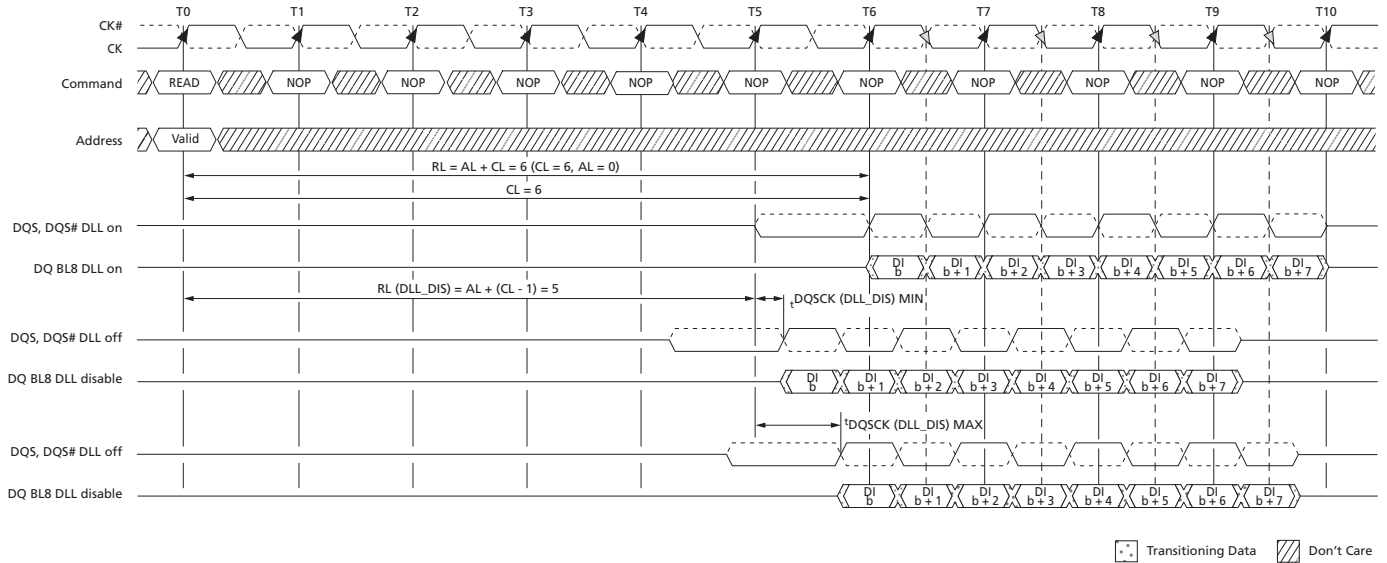 T0 T1 T2 T3 T4 T5 T6 T7 T8 T9 T10
CK#
CK
Command READ NOP NOP NOP NOP NOP NOP NOP NOP NOP NOP
Address Valid
RL = AL + CL = 6 (CL = 6, AL = 0)
CL = 6
DQS, DQS# DLL on
DQ BL8 DLL on DI b DI b + 1 DI b + 2 DI b + 3 DI b + 4 DI b + 5 DI b + 6 DI b + 7
RL (DLL_DIS) = AL + (CL - 1) = 5
tDQSCK (DLL_DIS) MIN
DQS, DQS# DLL off
DQ BL8 DLL disable DI b DI b + 1 DI b + 2 DI b + 3 DI b + 4 DI b + 5 DI b + 6 DI b + 7
tDQSCK (DLL_DIS) MAX
DQS, DQS# DLL off
DQ BL8 DLL disable DI b DI b + 1 DI b + 2 DI b + 3 DI b + 4 DI b + 5 DI b + 6 DI b + 7
Transitioning Data Don't Care